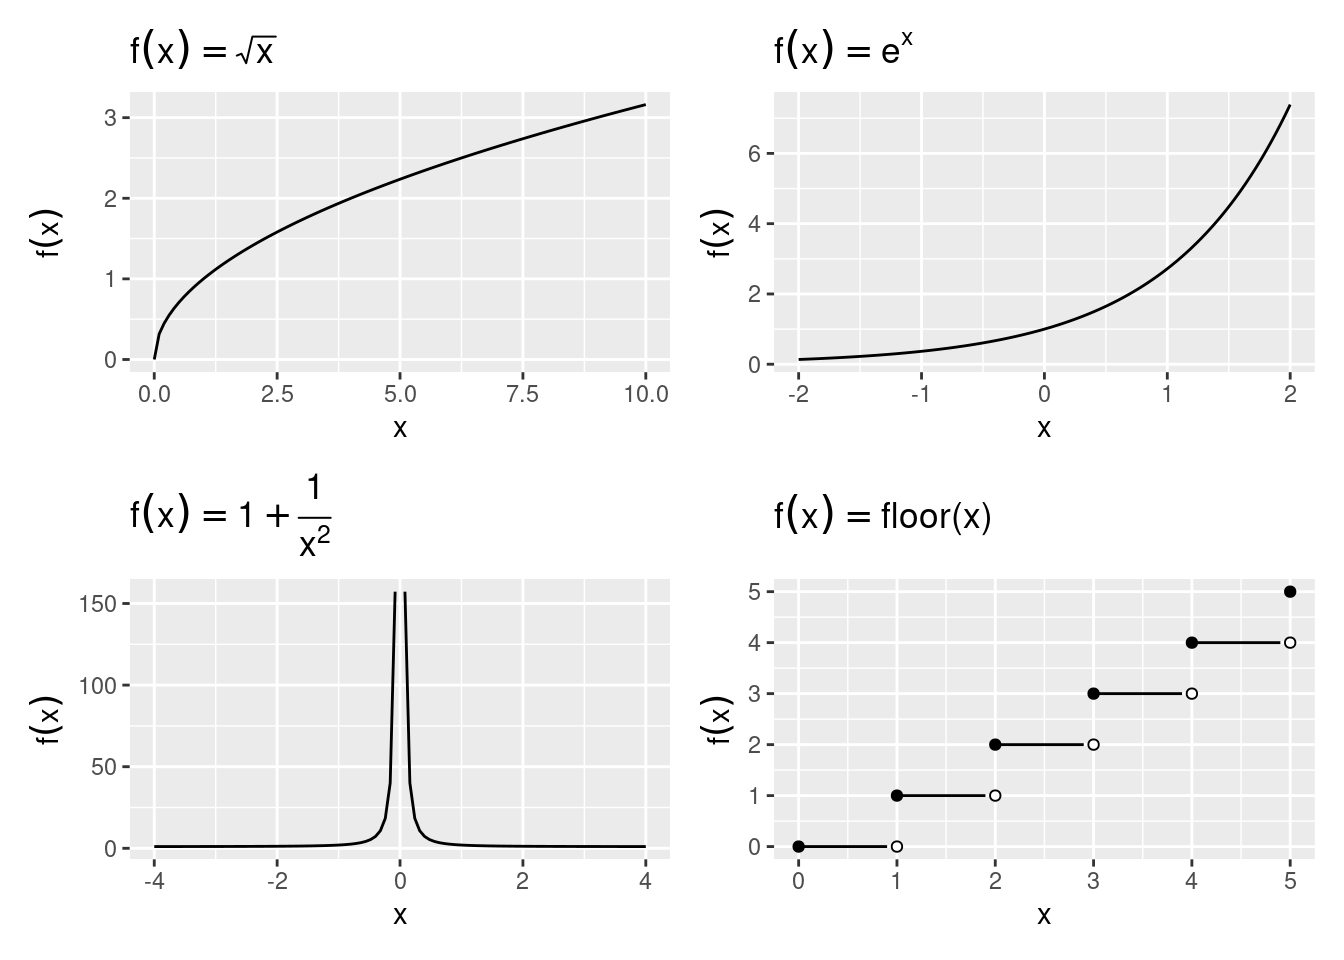 f(x) = √x
3
2
1
0
f(x)
0.0 2.5 5.0 7.5 10.0
x
f(x) = eˣ
6
4
2
0
f(x)
-2 -1 0 1 2
x
f(x) = 1 + 1/x²
150
100
50
0
f(x)
-4 -2 0 2 4
x
f(x) = floor(x)
5
4
3
2
1
0
f(x)
0 1 2 3 4 5
x